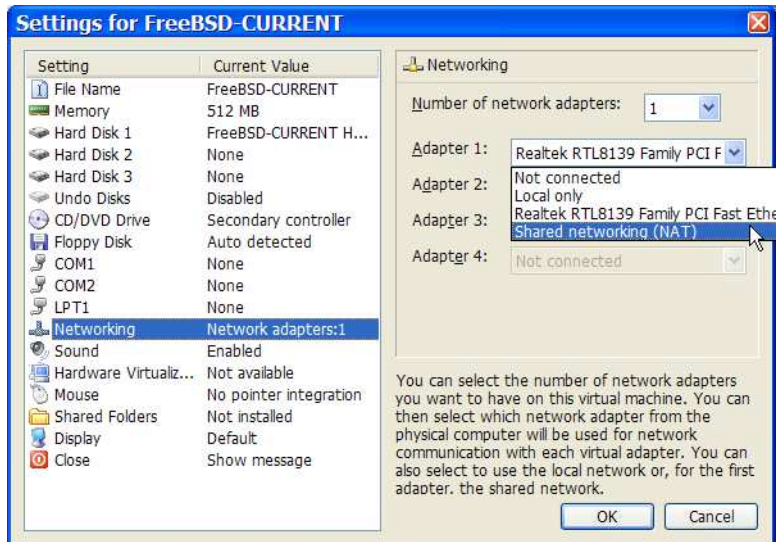 Settings for FreeBSD-CURRENT
Setting Current Value
File Name FreeBSD-CURRENT
Memory 512 MB
Hard Disk 1 FreeBSD-CURRENT H...
Hard Disk 2 None
Hard Disk 3 None
Undo Disks Disabled
CD/DVD Drive Secondary controller
Floppy Disk Auto detected
COM1 None
COM2 None
LPT1 None
Networking Network adapters:1
Sound Enabled
Hardware Virtualiz... Not available
Mouse No pointer integration
Shared Folders Not installed
Display Default
Close Show message
Networking
Number of network adapters: 1
Adapter 1: Realtek RTL8139 Family PCI F
Not connected
Adapter 2:
Local only
Realtek RTL8139 Family PCI Fast Ethe
Adapter 3:
Shared networking (NAT)
Adapter 4: Not connected
You can select the number of network adapters
you want to have on this virtual machine. You can
then select which network adapter from the
physical computer will be used for network
communication with each virtual adapter. You can
also select to use the local network or, for the first
adapter. the shared network.
OK Cancel